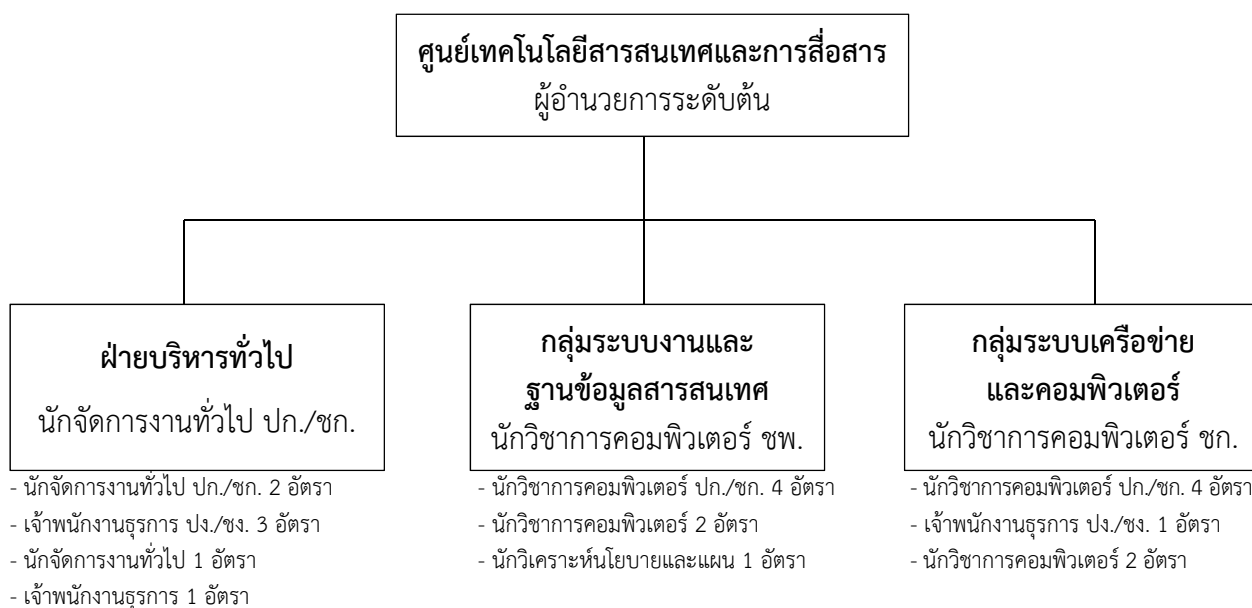 ศูนย์เทคโนโลยีสารสนเทศและการสื่อสาร
ผู้อำนวยการระดับต้น
ฝ่ายบริหารทั่วไป
นักจัดการงานทั่วไป ปก./ชก.
- นักจัดการงานทั่วไป ปก./ชก. 2 อัตรา
- เจ้าพนักงานธุรการ ปง./ชง. 3 อัตรา
- นักจัดการงานทั่วไป 1 อัตรา
- เจ้าพนักงานธุรการ 1 อัตรา
กลุ่มระบบงานและ
ฐานข้อมูลสารสนเทศ
นักวิชาการคอมพิวเตอร์ ชพ.
- นักวิชาการคอมพิวเตอร์ ปก./ชก. 4 อัตรา
- นักวิชาการคอมพิวเตอร์ 2 อัตรา
- นักวิเคราะห์นโยบายและแผน 1 อัตรา
กลุ่มระบบเครือข่าย
และคอมพิวเตอร์
นักวิชาการคอมพิวเตอร์ ชก.
- นักวิชาการคอมพิวเตอร์ ปก./ชก. 4 อัตรา
- เจ้าพนักงานธุรการ ปง./ชง. 1 อัตรา
- นักวิชาการคอมพิวเตอร์ 2 อัตรา